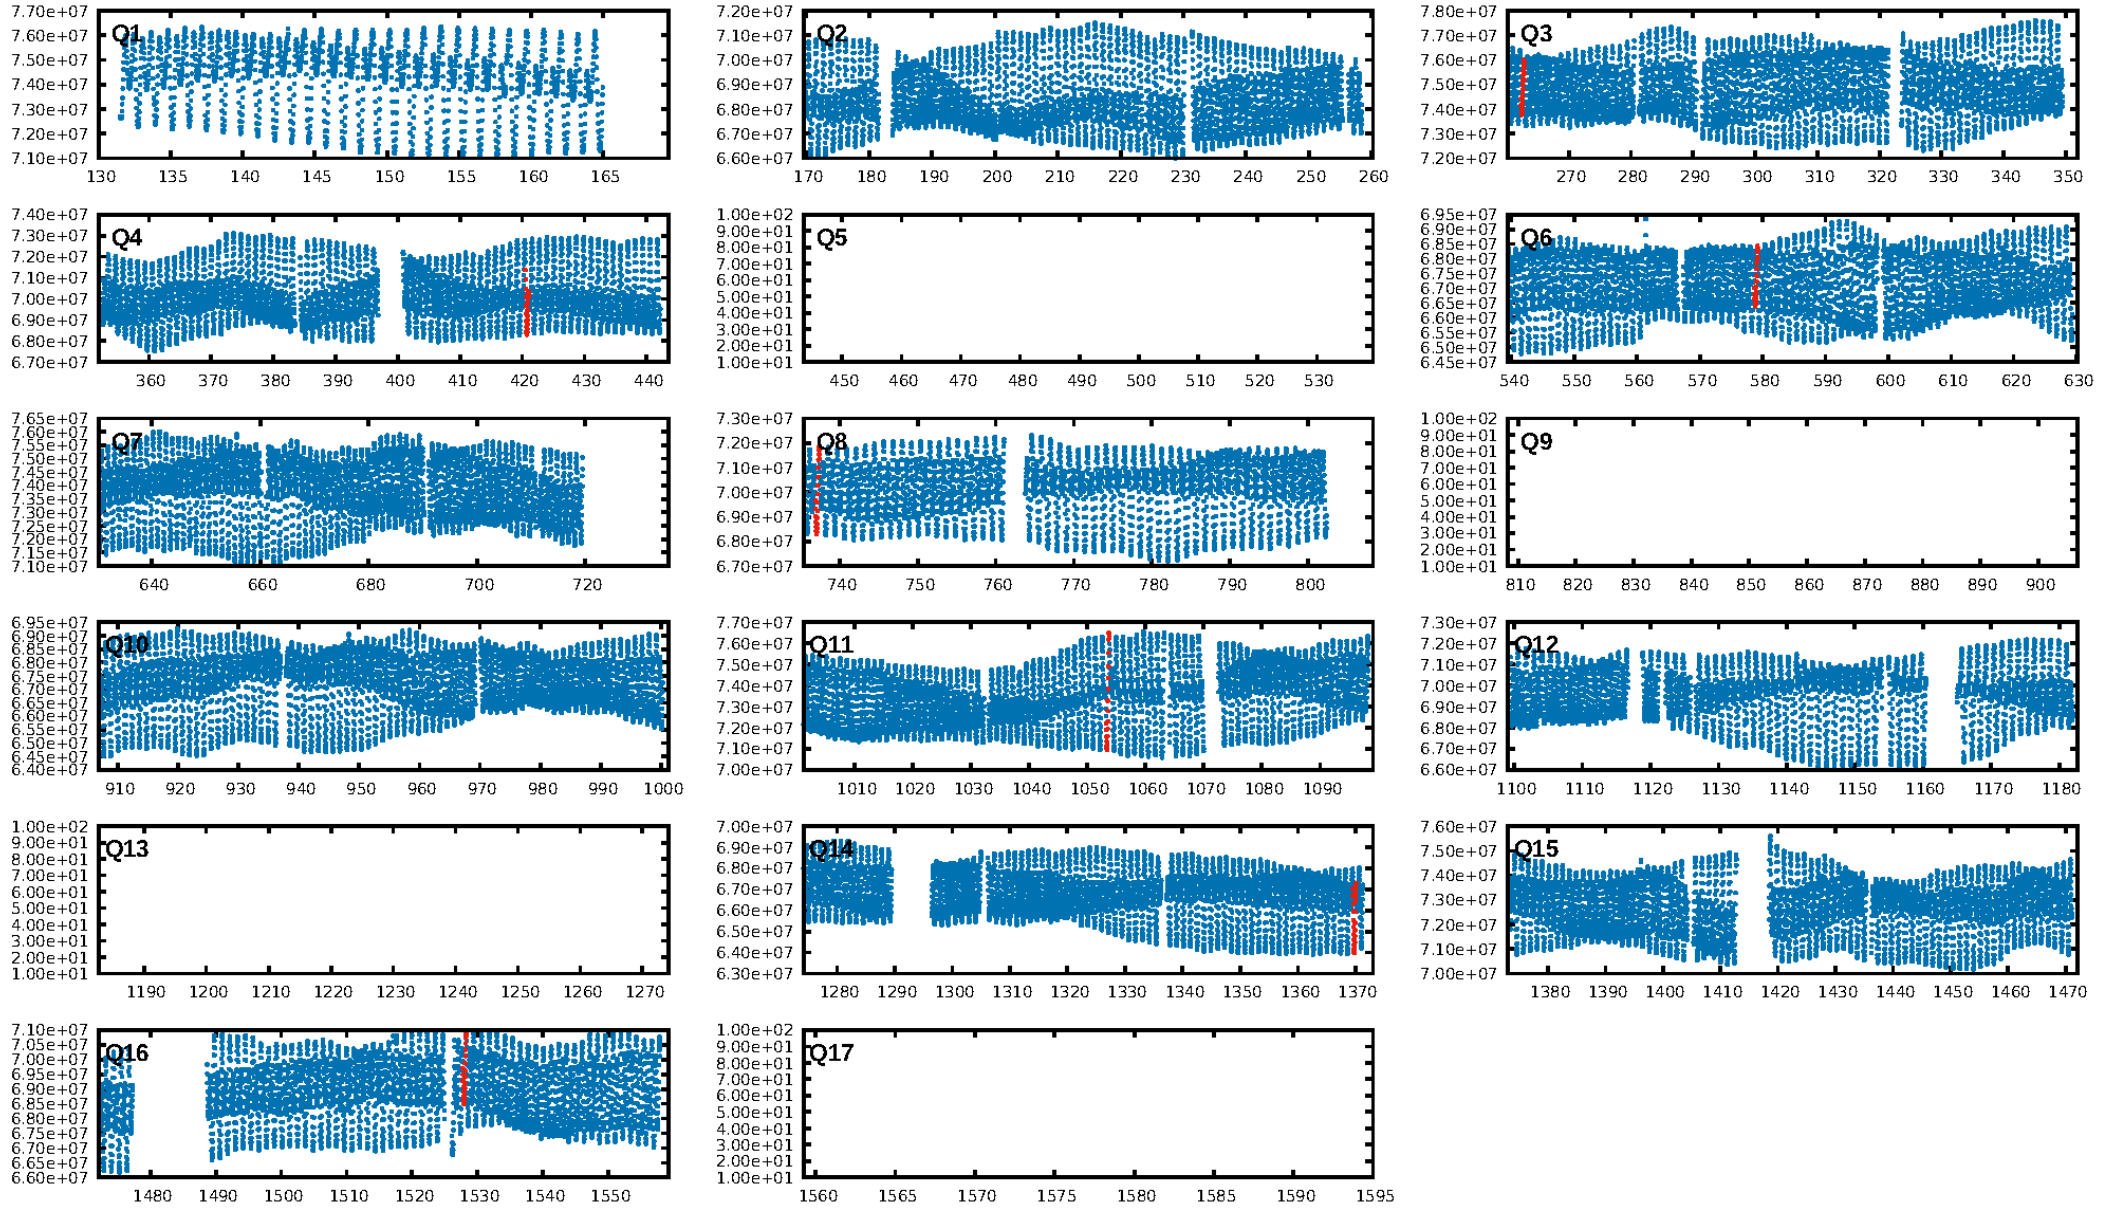 7.70e+07 7.60e+07 7.50e+07 7.40e+07 7.30e+07 7.20e+07 7.10e+07
Q1
130 135 140 145 150 155 160 165
7.20e+07 7.10e+07 7.00e+07 6.90e+07 6.80e+07 6.70e+07 6.60e+07
Q2
170 180 190 200 210 220 230 240 250 260
7.80e+07 7.70e+07 7.60e+07 7.50e+07 7.40e+07 7.30e+07 7.20e+07
Q3
270 280 290 300 310 320 330 340 350
7.40e+07 7.30e+07 7.20e+07 7.10e+07 7.00e+07 6.90e+07 6.80e+07 6.70e+07
Q4
360 370 380 390 400 410 420 430 440
1.00e+02 9.00e+01 8.00e+01 7.00e+01 6.00e+01 5.00e+01 4.00e+01 3.00e+01 2.00e+01 1.00e+01
Q5
450 460 470 480 490 500 510 520 530
6.95e+07 6.90e+07 6.85e+07 6.80e+07 6.75e+07 6.70e+07 6.65e+07 6.60e+07 6.55e+07 6.50e+07 6.45e+07
Q6
540 550 560 570 580 590 600 610 620 630
7.65e+07 7.60e+07 7.55e+07 7.50e+07 7.45e+07 7.40e+07 7.35e+07 7.30e+07 7.25e+07 7.20e+07 7.15e+07 7.10e+07
Q7
640 660 680 700 720
7.30e+07 7.20e+07 7.10e+07 7.00e+07 6.90e+07 6.80e+07 6.70e+07
Q8
740 750 760 770 780 790 800
1.00e+02 9.00e+01 8.00e+01 7.00e+01 6.00e+01 5.00e+01 4.00e+01 3.00e+01 2.00e+01 1.00e+01
Q9
810 820 830 840 850 860 870 880 890 900
6.95e+07 6.90e+07 6.85e+07 6.80e+07 6.75e+07 6.70e+07 6.65e+07 6.60e+07 6.55e+07 6.50e+07 6.45e+07 6.40e+07
Q10
910 920 930 940 950 960 970 980 990 1000
7.70e+07 7.60e+07 7.50e+07 7.40e+07 7.30e+07 7.20e+07 7.10e+07 7.00e+07
Q11
1010 1020 1030 1040 1050 1060 1070 1080 1090
7.30e+07 7.20e+07 7.10e+07 7.00e+07 6.90e+07 6.80e+07 6.70e+07 6.60e+07
Q12
1100 1110 1120 1130 1140 1150 1160 1170 1180
1.00e+02 9.00e+01 8.00e+01 7.00e+01 6.00e+01 5.00e+01 4.00e+01 3.00e+01 2.00e+01 1.00e+01
Q13
1190 1200 1210 1220 1230 1240 1250 1260 1270
7.00e+07 6.90e+07 6.80e+07 6.70e+07 6.60e+07 6.50e+07 6.40e+07 6.30e+07
Q14
1280 1290 1300 1310 1320 1330 1340 1350 1360 1370
7.60e+07 7.50e+07 7.40e+07 7.30e+07 7.20e+07 7.10e+07 7.00e+07
Q15
1380 1390 1400 1410 1420 1430 1440 1450 1460 1470
7.10e+07 7.05e+07 7.00e+07 6.95e+07 6.90e+07 6.85e+07 6.80e+07 6.75e+07 6.70e+07 6.65e+07 6.60e+07
Q16
1480 1490 1500 1510 1520 1530 1540 1550
1.00e+02 9.00e+01 8.00e+01 7.00e+01 6.00e+01 5.00e+01 4.00e+01 3.00e+01 2.00e+01 1.00e+01
Q17
1560 1565 1570 1575 1580 1585 1590 1595